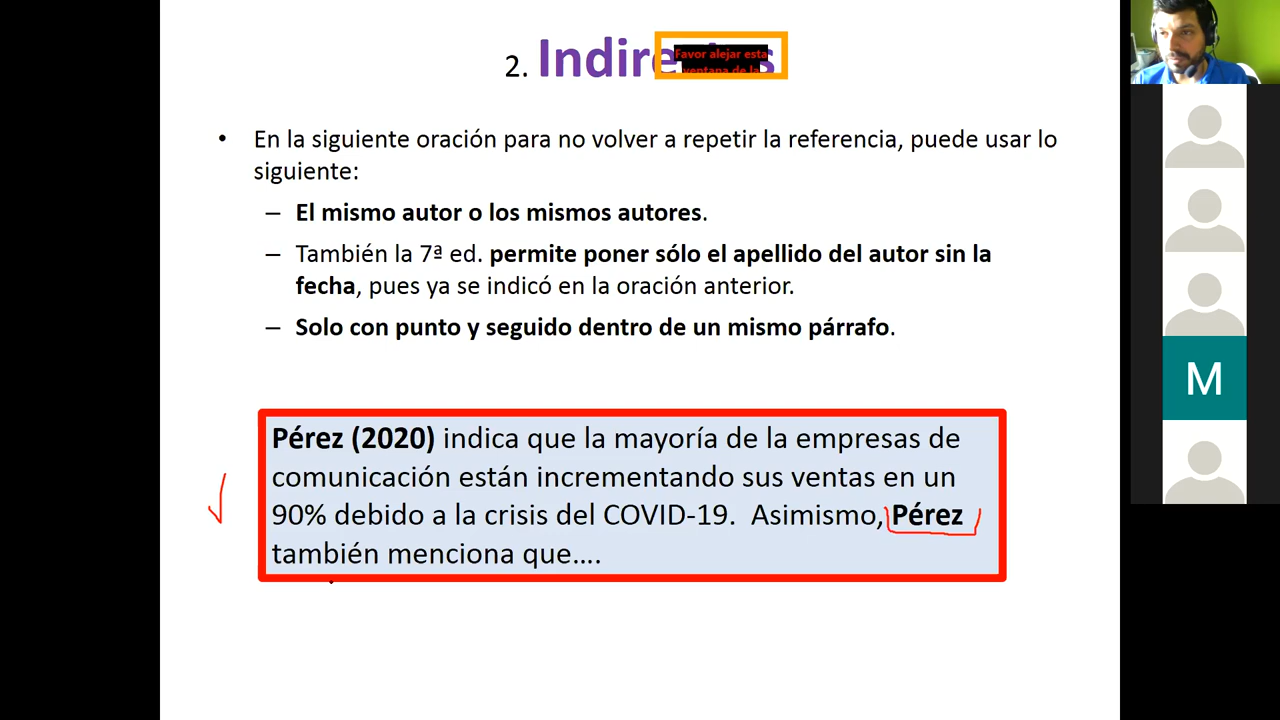 2. Indire s
Favor alejar esta
ventana de la
• En la siguiente oración para no volver a repetir la referencia, puede usar lo
siguiente:
– El mismo autor o los mismos autores.
– También la 7ª ed. permite poner sólo el apellido del autor sin la
fecha, pues ya se indicó en la oración anterior.
– Solo con punto y seguido dentro de un mismo párrafo.
Pérez (2020) indica que la mayoría de la empresas de
comunicación están incrementando sus ventas en un
90% debido a la crisis del COVID-19. Asimismo, Pérez
también menciona que….
M